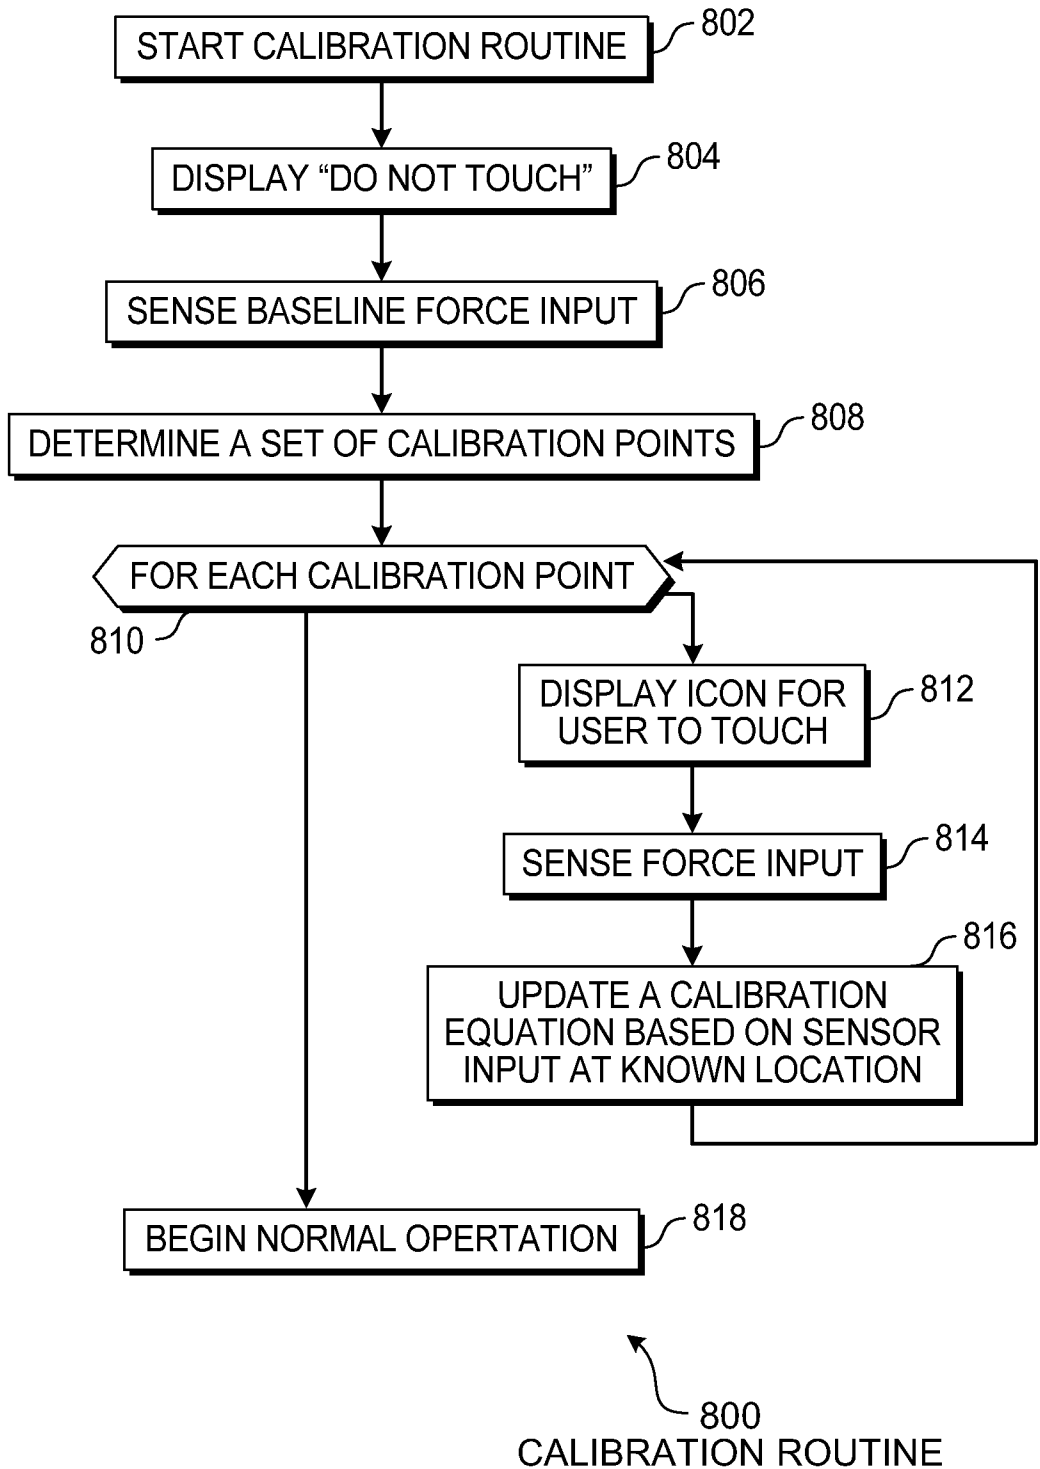 START CALIBRATION ROUTINE
802
DISPLAY “DO NOT TOUCH”
804
SENSE BASELINE FORCE INPUT
806
DETERMINE A SET OF CALIBRATION POINTS
808
FOR EACH CALIBRATION POINT
810
DISPLAY ICON FOR
USER TO TOUCH
812
SENSE FORCE INPUT
814
UPDATE A CALIBRATION
EQUATION BASED ON SENSOR
INPUT AT KNOWN LOCATION
816
BEGIN NORMAL OPERTATION
818
800
CALIBRATION ROUTINE